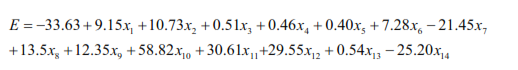 E = −33.63 + 9.15x₁ + 10.73x₂ + 0.51x₃ + 0.46x₄ + 0.40x₅ + 7.28x₆ − 21.45x₇
+13.5x₈ + 12.35x₉ + 58.82x₁₀ + 30.61x₁₁ +29.55x₁₂ + 0.54x₁₃ − 25.20x₁₄